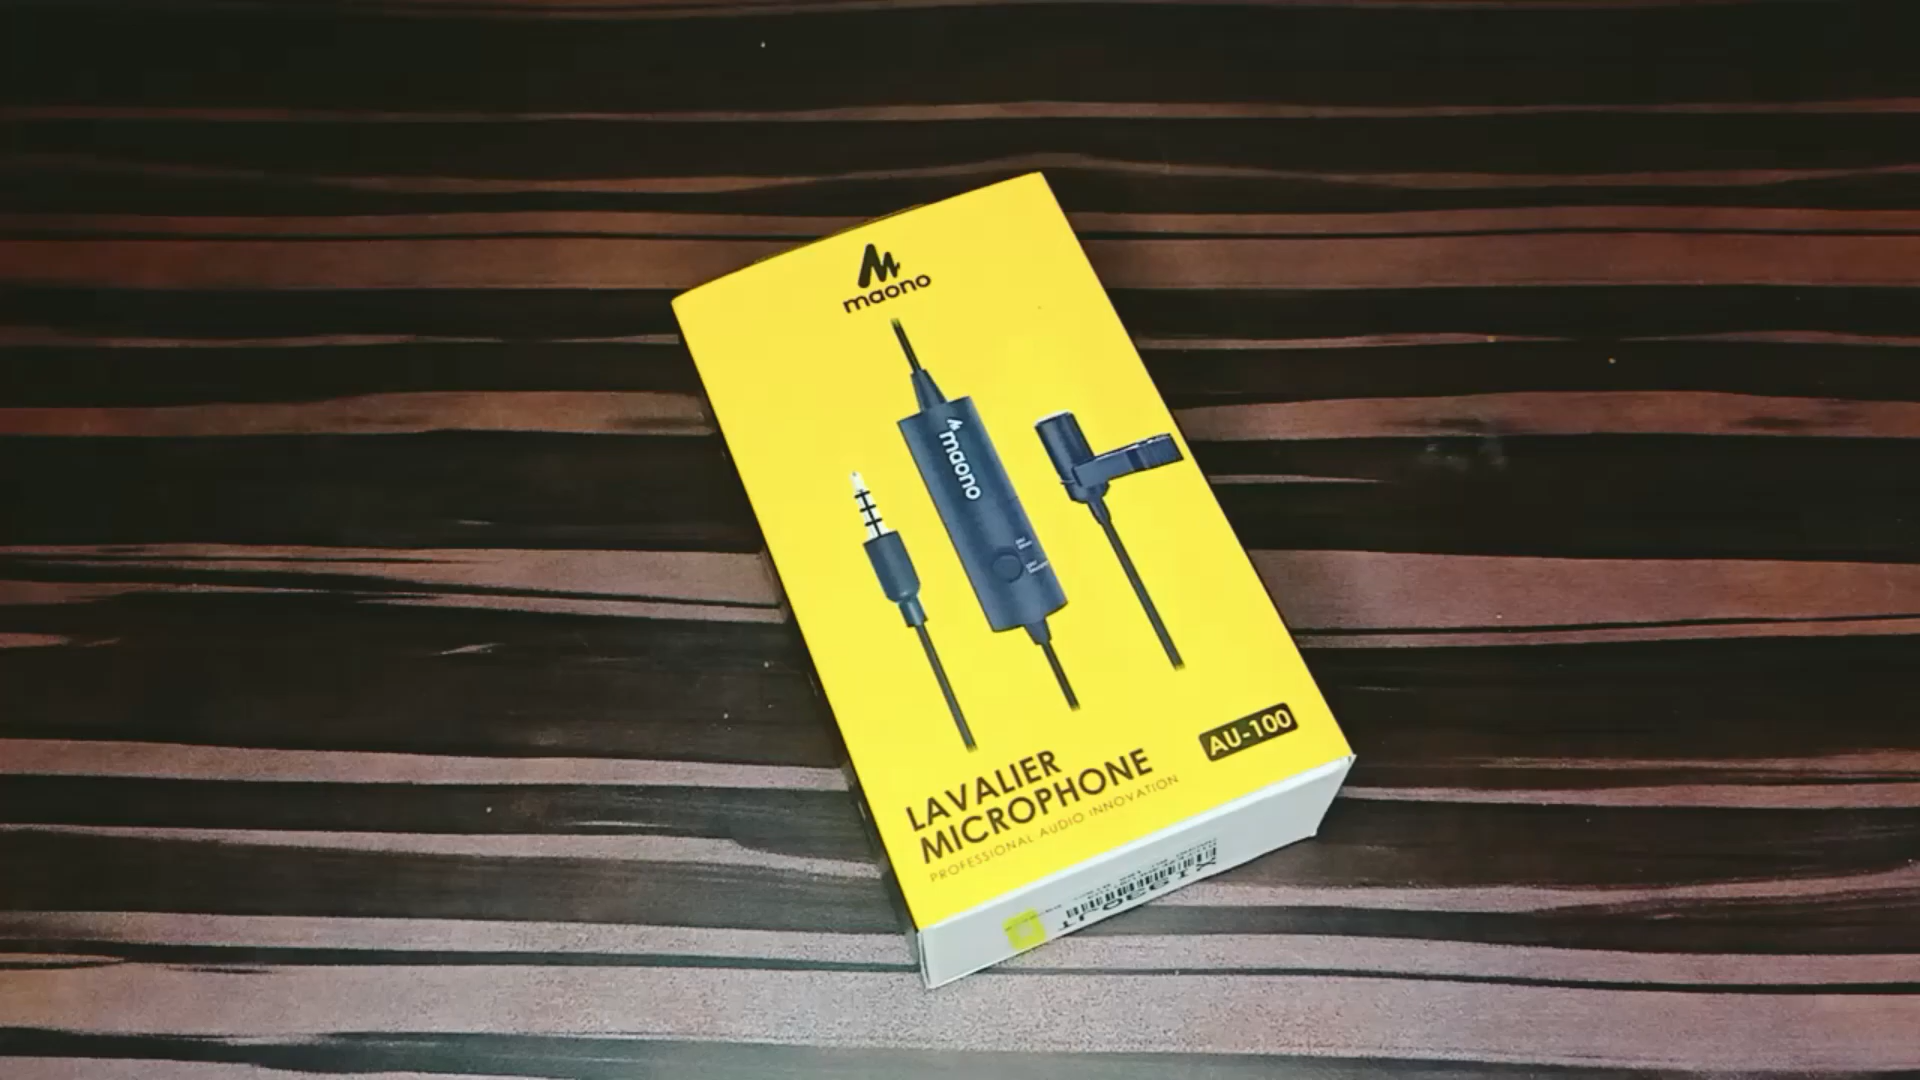 maono
maono
LAVALIER
MICROPHONE
PROFESSIONAL AUDIO INNOVATION
AU-100